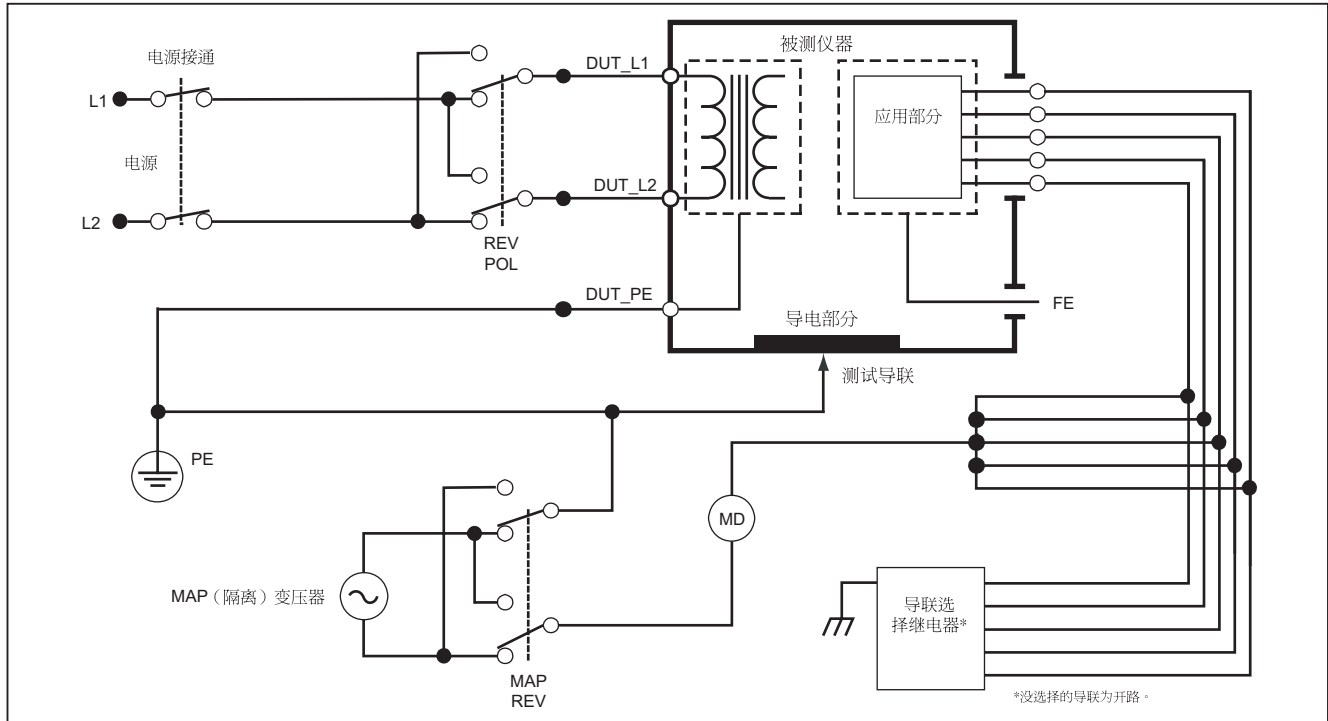 电源接通
L1
电源
L2
REV
POL
DUT_L1
DUT_L2
DUT_PE
被测仪器
应用部分
FE
导电部分
测试导联
PE
MAP（隔离）变压器
MAP
REV
MD
导联选
择继电器*
*没选择的导联为开路。